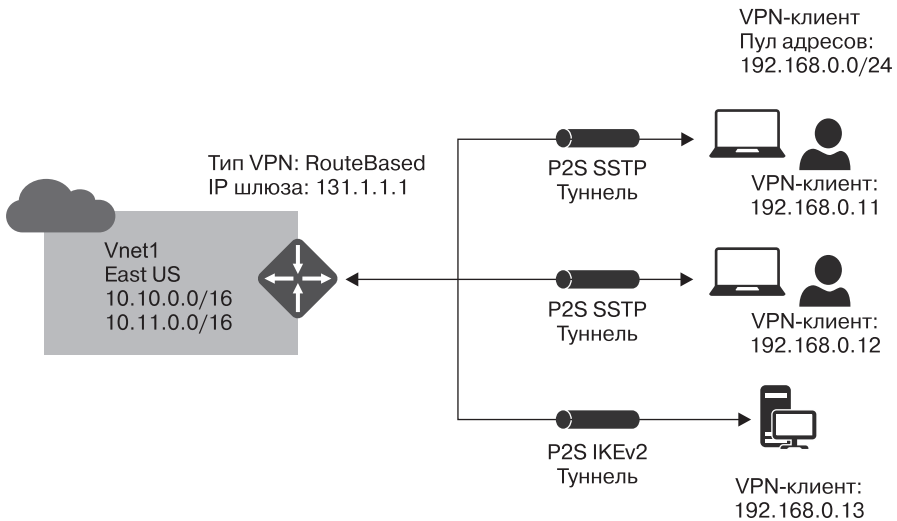 VPN-клиент
Пул адресов:
192.168.0.0/24
Тип VPN: RouteBased
IP шлюза: 131.1.1.1
P2S SSTP
Туннель
VPN-клиент:
192.168.0.11
Vnet1
East US
10.10.0.0/16
10.11.0.0/16
P2S SSTP
Туннель
VPN-клиент:
192.168.0.12
P2S IKEv2
Туннель
VPN-клиент:
192.168.0.13